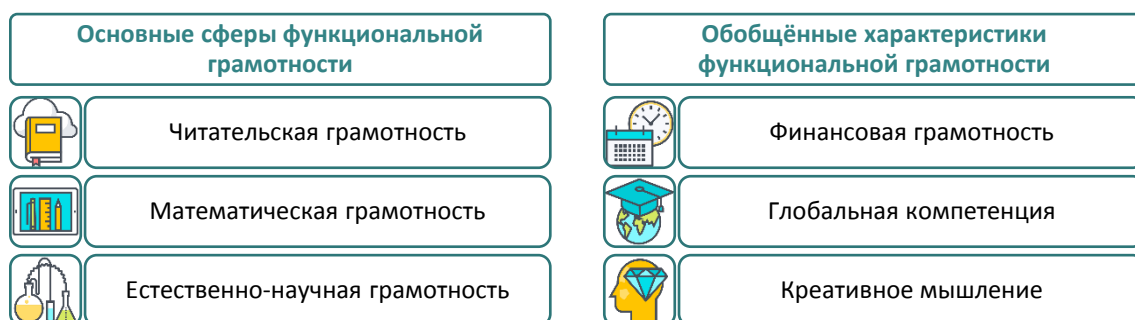 Основные сферы функциональной
грамотности
Читательская грамотность
Математическая грамотность
Естественно-научная грамотность
Обобщённые характеристики
функциональной грамотности
Финансовая грамотность
Глобальная компетенция
Креативное мышление